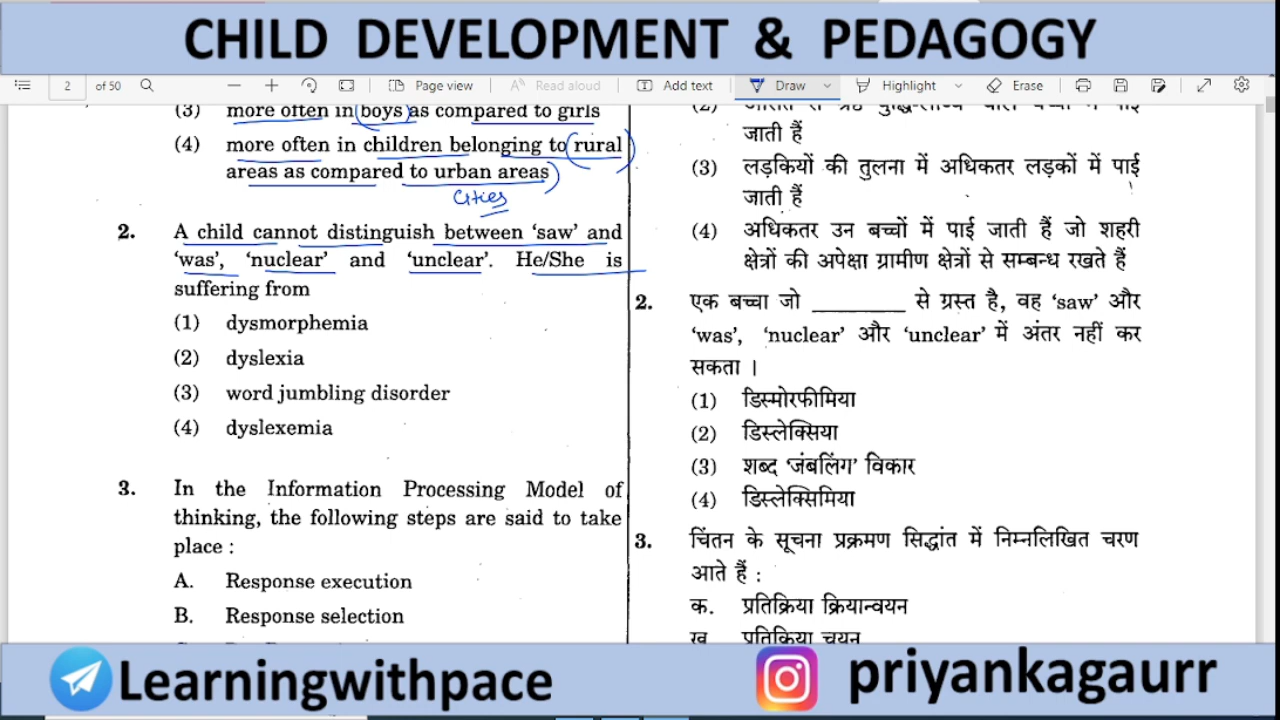 CHILD DEVELOPMENT & PEDAGOGY
2 of 50 Page view Read aloud Add text Draw Highlight Erase
(3) more often in boys as compared to girls
(4) more often in children belonging to rural
areas as compared to urban areas
cities
2. A child cannot distinguish between ‘saw’ and
‘was’, ‘nuclear’ and ‘unclear’. He/She is
suffering from
(1) dysmorphemia
(2) dyslexia
(3) word jumbling disorder
(4) dyslexemia
3. In the Information Processing Model of
thinking, the following steps are said to take
place :
A. Response execution
B. Response selection
जाती हैं
(3) लड़कियों की तुलना में अधिकतर लड़कों में पाई
जाती हैं
(4) अधिकतर उन बच्चों में पाई जाती हैं जो शहरी
क्षेत्रों की अपेक्षा ग्रामीण क्षेत्रों से सम्बन्ध रखते हैं
2. एक बच्चा जो ________ से ग्रस्त है, वह ‘saw’ और
‘was’, ‘nuclear’ और ‘unclear’ में अंतर नहीं कर
सकता ।
(1) डिस्मोरफीमिया
(2) डिस्लेक्सिया
(3) शब्द ‘जंबलिंग’ विकार
(4) डिस्लेक्सिमिया
3. चिंतन के सूचना प्रक्रमण सिद्धांत में निम्नलिखित चरण
आते हैं :
क. प्रतिक्रिया क्रियान्वयन
ख प्रतिक्रिया चयन
Learningwithpace
priyankagaurr